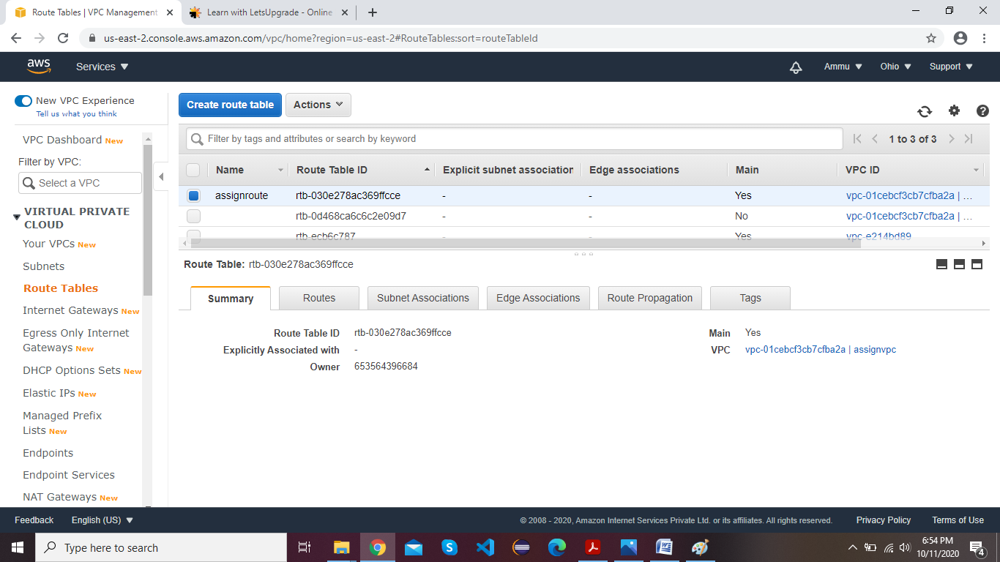 Route Tables | VPC Management
Learn with LetsUpgrade - Online
us-east-2.console.aws.amazon.com/vpc/home?region=us-east-2#RouteTables:sort=routeTableId
aws Services Ammu Ohio Support
New VPC Experience
Tell us what you think
Create route table Actions
VPC Dashboard New
Filter by VPC:
Select a VPC
VIRTUAL PRIVATE
CLOUD
Your VPCs New
Subnets
Route Tables
Internet Gateways New
Egress Only Internet
Gateways New
DHCP Options Sets New
Elastic IPs New
Managed Prefix
Lists New
Endpoints
Endpoint Services
NAT Gateways New
Filter by tags and attributes or search by keyword
1 to 3 of 3
Name Route Table ID Explicit subnet association Edge associations Main VPC ID
assignroute rtb-030e278ac369ffcce - - Yes vpc-01cebcf3cb7cfba2a | ...
rtb-0d468ca6c6c2e09d7 - - No vpc-01cebcf3cb7cfba2a | ...
rtb-ecb6c787 - - Yes vpc-e214bd89
Route Table: rtb-030e278ac369ffcce
Summary Routes Subnet Associations Edge Associations Route Propagation Tags
Route Table ID rtb-030e278ac369ffcce Main Yes
Explicitly Associated with - VPC vpc-01cebcf3cb7cfba2a | assignvpc
Owner 653564396684
Feedback English (US) © 2008 - 2020, Amazon Internet Services Private Ltd. or its affiliates. All rights reserved. Privacy Policy Terms of Use
Type here to search
6:54 PM
10/11/2020
4